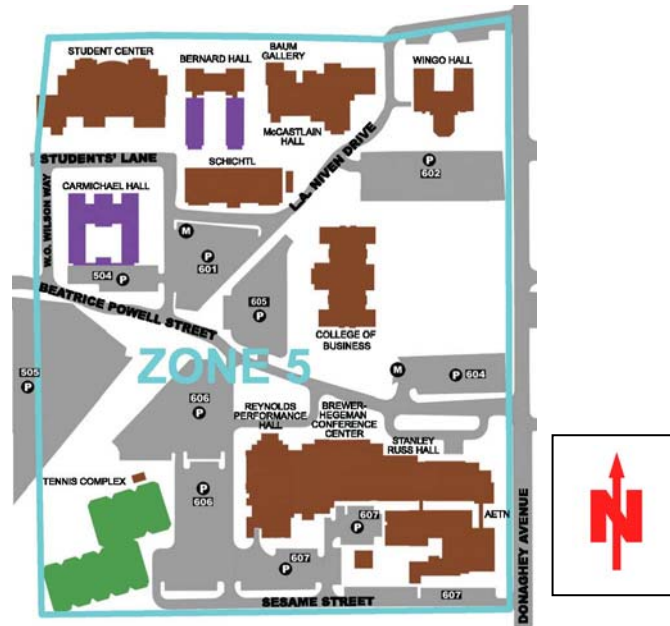 STUDENT CENTER
BERNARD HALL
BAUM
GALLERY
WINGO HALL
McCASTLAIN
HALL
STUDENTS' LANE
SCHICHTL
L.A. NIVEN DRIVE
P
602
CARMICHAEL HALL
W.O. WILSON WAY
M
P
601
504 P
605
P
BEATRICE POWELL STREET
COLLEGE OF
BUSINESS
ZONE 5
505
P
M
P 604
606
P
REYNOLDS
PERFORMANCE
HALL
BREWER-
HEGEMAN
CONFERENCE
CENTER
STANLEY
RUSS HALL
TENNIS COMPLEX
P
606
607
P
AETN
607
P
607
SESAME STREET
DONAGHEY AVENUE
N